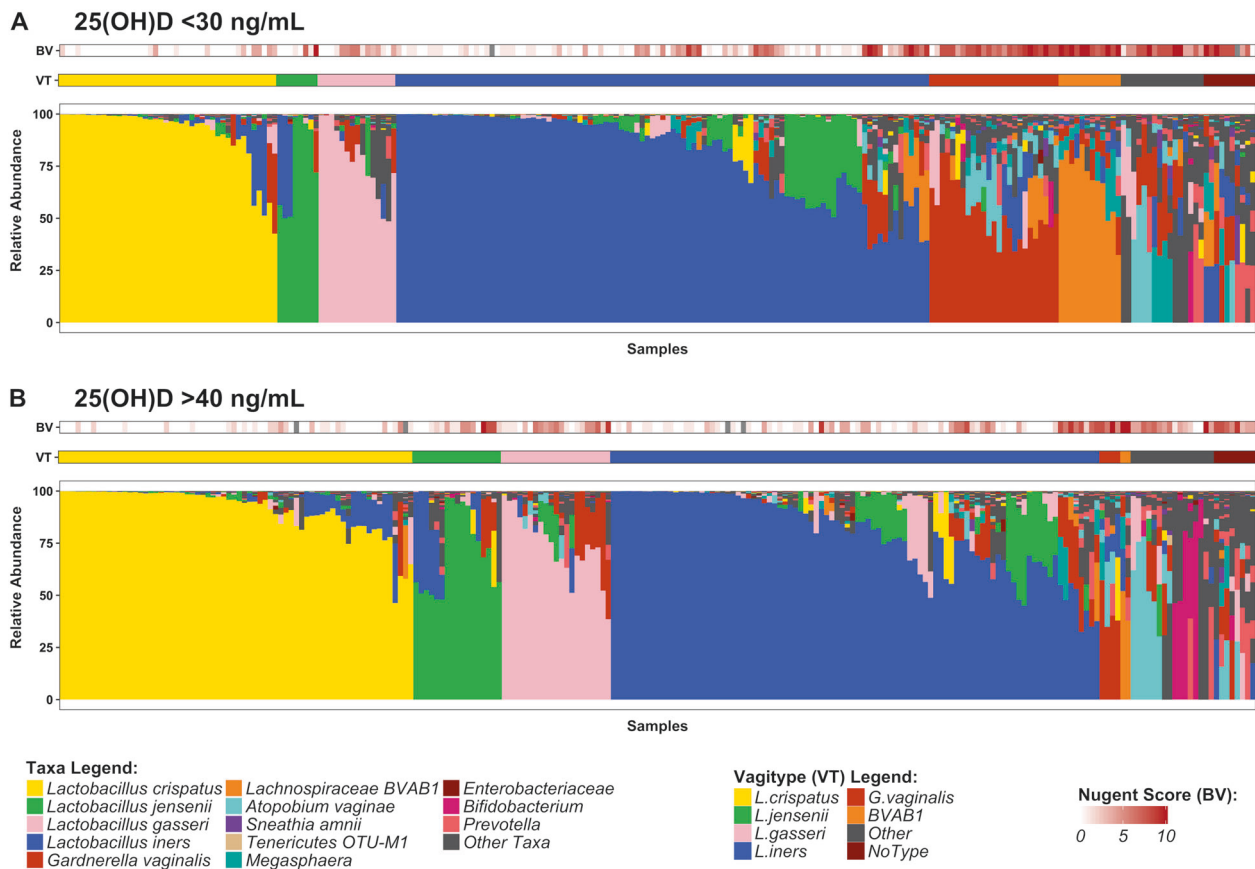 A 25(OH)D <30 ng/mL
BV
VT
100
75
50
25
0
Relative Abundance
Samples
B 25(OH)D >40 ng/mL
BV
VT
100
75
50
25
0
Relative Abundance
Samples
Taxa Legend:
Lactobacillus crispatus
Lactobacillus jensenii
Lactobacillus gasseri
Lactobacillus iners
Gardnerella vaginalis
Lachnospiraceae BVAB1
Atopobium vaginae
Sneathia amnii
Tenericutes OTU-M1
Megasphaera
Enterobacteriaceae
Bifidobacterium
Prevotella
Other Taxa
Vagitype (VT) Legend:
L.crispatus
L.jensenii
L.gasseri
L.iners
G.vaginalis
BVAB1
Other
NoType
Nugent Score (BV):
0 5 10